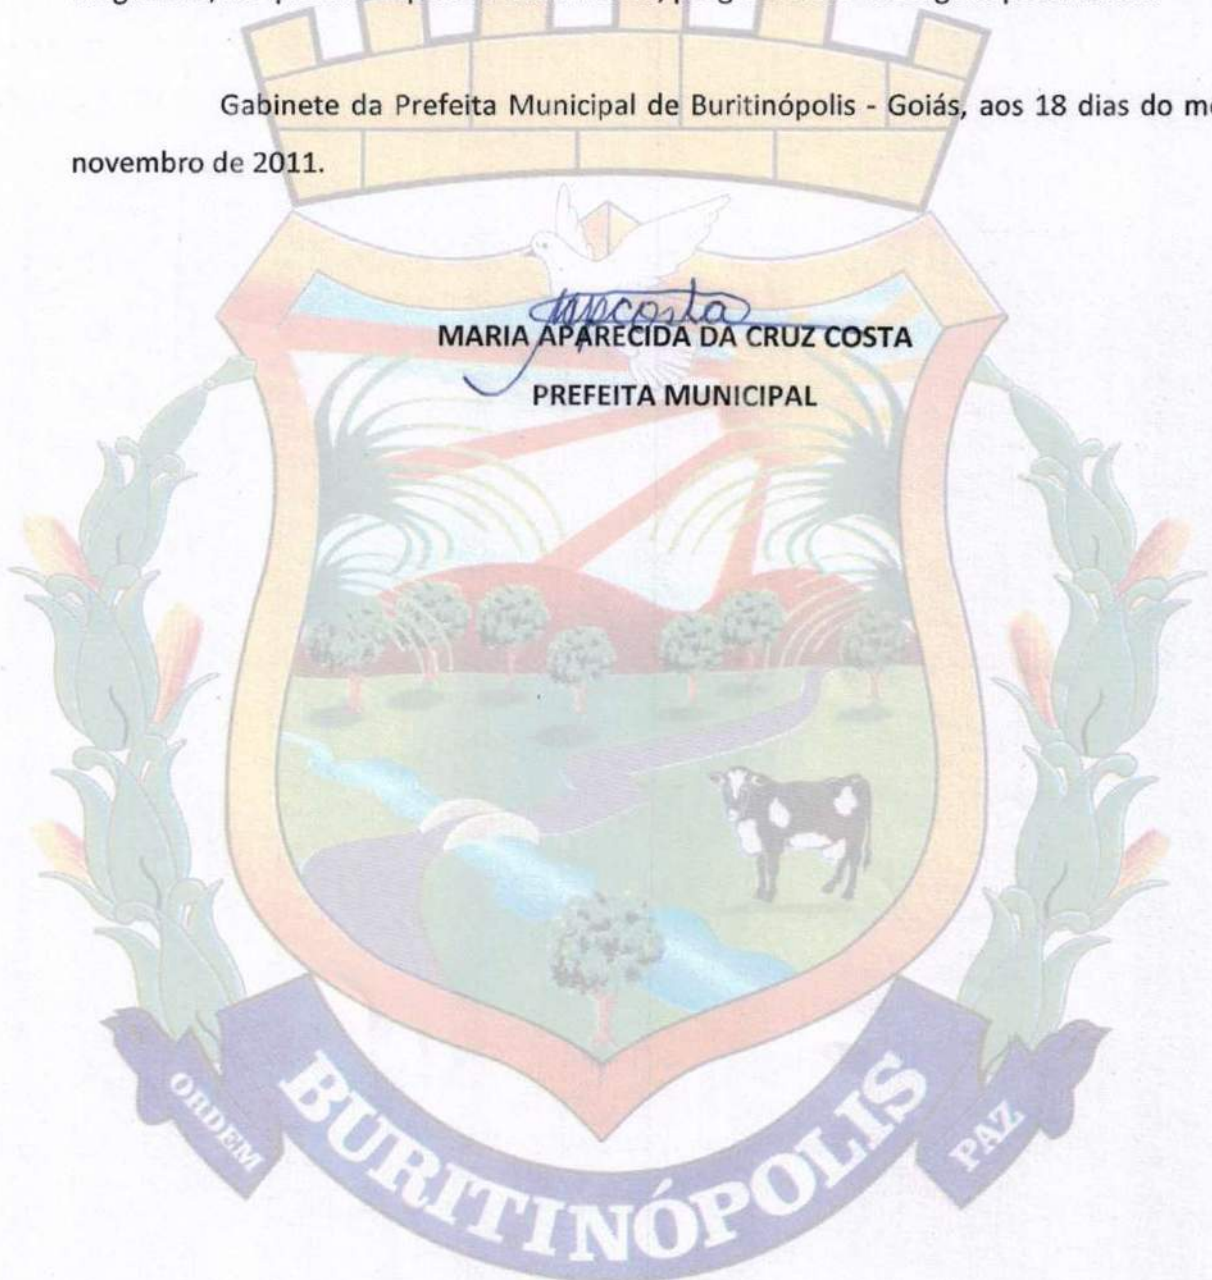 Gabinete da Prefeita Municipal de Buritinópolis - Goiás, aos 18 dias do
novembro de 2011.
mpcosta
MARIA APARECIDA DA CRUZ COSTA
PREFEITA MUNICIPAL
ORDEM
BURITINÓPOLIS
PAZ